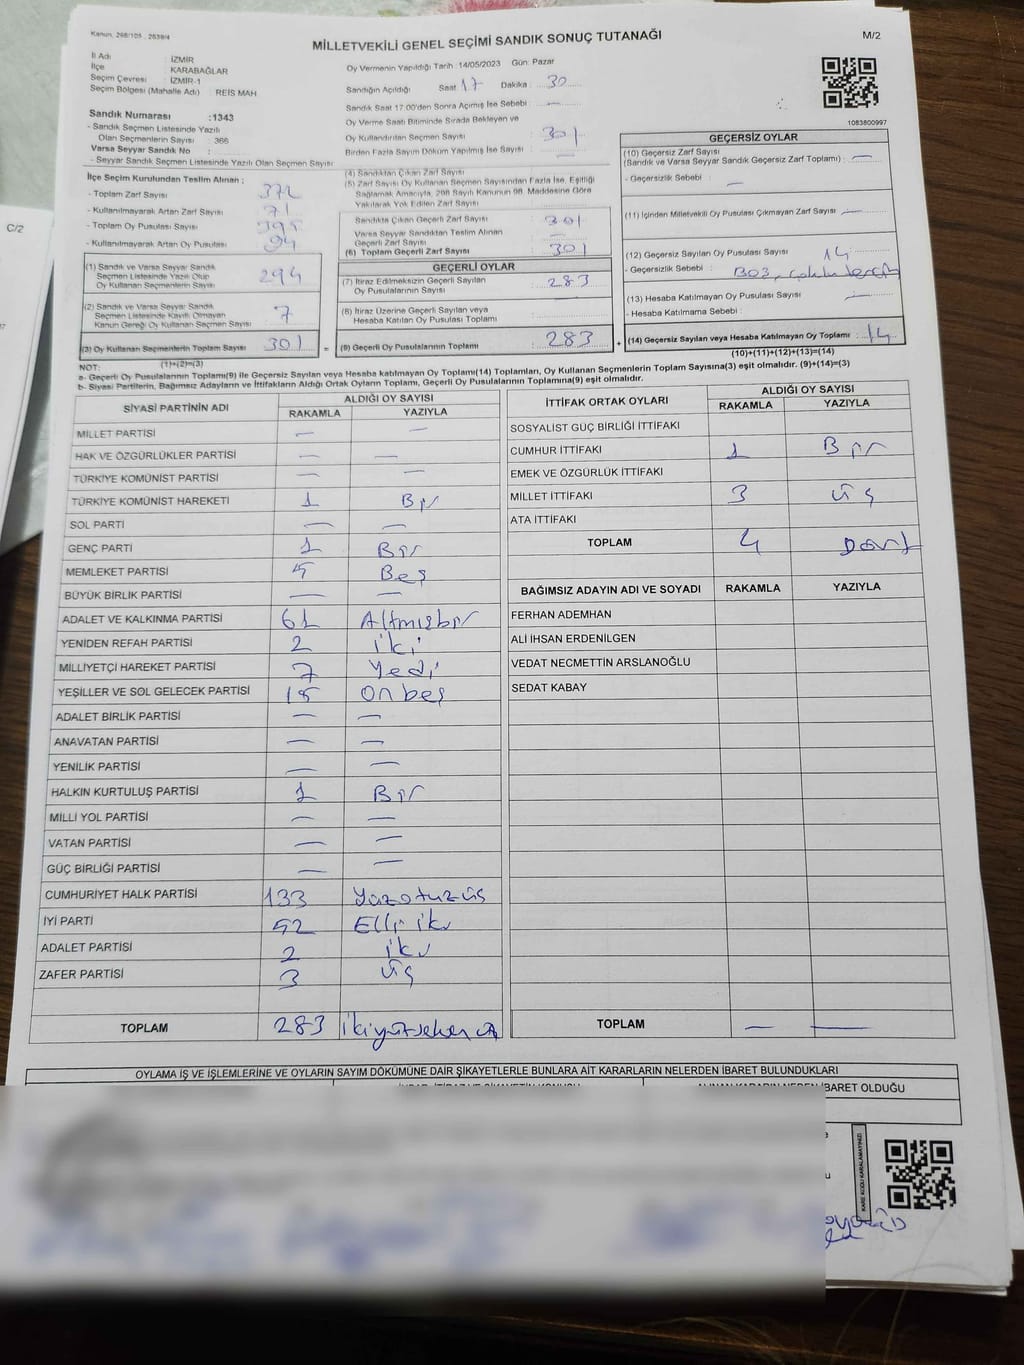 Kanun, 298/105 , 2839/4
MİLLETVEKİLİ GENEL SEÇİMİ SANDIK SONUÇ TUTANAĞI
M/2
İl Adı : İZMİR
İlçe : KARABAĞLAR
Seçim Çevresi : İZMİR-1
Seçim Bölgesi (Mahalle Adı) : REİS MAH
Oy Vermenin Yapıldığı Tarih :14/05/2023 Gün: Pazar
Sandığın Açıldığı Saat 17 Dakika : 30
Sandık Saat 17:00'den Sonra Açılmış İse Sebebi : —
Oy Verme Saati Bitiminde Sırada Bekleyen ve
Oy Kullandırılan Seçmen Sayısı : 301
Birden Fazla Sayım Döküm Yapılmış İse Sayısı : —
1083800997
Sandık Numarası :1343
- Sandık Seçmen Listesinde Yazılı
Olan Seçmenlerin Sayısı : 366
Varsa Seyyar Sandık No :
- Seyyar Sandık Seçmen Listesinde Yazılı Olan Seçmen Sayısı:
İlçe Seçim Kurulundan Teslim Alınan ;
- Toplam Zarf Sayısı : 372
- Kullanılmayarak Artan Zarf Sayısı : 71
- Toplam Oy Pusulası Sayısı : 395
- Kullanılmayarak Artan Oy Pusulası : 94
(1) Sandık ve Varsa Seyyar Sandık
Seçmen Listesinde Yazılı Olup
Oy Kullanan Seçmenlerin Sayısı : 294
(2) Sandık ve Varsa Seyyar Sandık
Seçmen Listesinde Kayıtlı Olmayan
Kanun Gereği Oy Kullanan Seçmen Sayısı : 7
(3) Oy Kullanan Seçmenlerin Toplam Sayısı : 301
(1)+(2)=(3)
(4) Sandıktan Çıkan Zarf Sayısı
(5) Zarf Sayısı Oy Kullanan Seçmen Sayısından Fazla İse, Eşitliği
Sağlamak Amacıyla, 298 Sayılı Kanunun 98. Maddesine Göre
Yakılarak Yok Edilen Zarf Sayısı
Sandıkta Çıkan Geçerli Zarf Sayısı : 301
Varsa Seyyar Sandıktan Teslim Alınan
Geçerli Zarf Sayısı : —
(6) Toplam Geçerli Zarf Sayısı : 301
GEÇERLİ OYLAR
(7) İtiraz Edilmeksizin Geçerli Sayılan
Oy Pusulalarının Sayısı : 283
(8) İtiraz Üzerine Geçerli Sayılan veya
Hesaba Katılan Oy Pusulası Toplamı :
= (9) Geçerli Oy Pusulalarının Toplamı : 283
GEÇERSİZ OYLAR
(10) Geçersiz Zarf Sayısı
(Sandık ve Varsa Seyyar Sandık Geçersiz Zarf Toplamı) : —
- Geçersizlik Sebebi : —
(11) İçinden Milletvekili Oy Pusulası Çıkmayan Zarf Sayısı : —
(12) Geçersiz Sayılan Oy Pusulası Sayısı : 14
- Geçersizlik Sebebi :
(13) Hesaba Katılmayan Oy Pusulası Sayısı : —
- Hesaba Katılmama Sebebi :
+ (14) Geçersiz Sayılan veya Hesaba Katılmayan Oy Toplamı : 14
(10)+(11)+(12)+(13)=(14)
NOT:
a- Geçerli Oy Pusulalarının Toplamı(9) ile Geçersiz Sayılan veya Hesaba katılmayan Oy Toplamı(14) Toplamları, Oy Kullanan Seçmenlerin Toplam Sayısına(3) eşit olmalıdır. (9)+(14)=(3)
b- Siyasi Partilerin, Bağımsız Adayların ve İttifakların Aldığı Ortak Oyların Toplamı, Geçerli Oy Pusulalarının Toplamına(9) eşit olmalıdır.
SİYASİ PARTİNİN ADI ALDIĞI OY SAYISI
RAKAMLA YAZIYLA
MİLLET PARTİSİ — —
HAK VE ÖZGÜRLÜKLER PARTİSİ — —
TÜRKİYE KOMÜNİST PARTİSİ — —
TÜRKİYE KOMÜNİST HAREKETİ 1 Bir
SOL PARTİ — —
GENÇ PARTİ 1 Bir
MEMLEKET PARTİSİ 5 Beş
BÜYÜK BİRLİK PARTİSİ — —
ADALET VE KALKINMA PARTİSİ 61 Altmışbir
YENİDEN REFAH PARTİSİ 2 İki
MİLLİYETÇİ HAREKET PARTİSİ 7 Yedi
YEŞİLLER VE SOL GELECEK PARTİSİ 15 Onbeş
ADALET BİRLİK PARTİSİ — —
ANAVATAN PARTİSİ — —
YENİLİK PARTİSİ — —
HALKIN KURTULUŞ PARTİSİ 1 Bir
MİLLİ YOL PARTİSİ — —
VATAN PARTİSİ — —
GÜÇ BİRLİĞİ PARTİSİ — —
CUMHURİYET HALK PARTİSİ 133 Yüzotuzüç
İYİ PARTİ 52 Elli iki
ADALET PARTİSİ 2 iki
ZAFER PARTİSİ 3 üç
TOPLAM 283 ikiyüzseksen üç
İTTİFAK ORTAK OYLARI ALDIĞI OY SAYISI
RAKAMLA YAZIYLA
SOSYALİST GÜÇ BİRLİĞİ İTTİFAKI
CUMHUR İTTİFAKI 1 Bir
EMEK VE ÖZGÜRLÜK İTTİFAKI
MİLLET İTTİFAKI 3 üç
ATA İTTİFAKI
TOPLAM 4 Dört
BAĞIMSIZ ADAYIN ADI VE SOYADI RAKAMLA YAZIYLA
FERHAN ADEMHAN
ALİ İHSAN ERDENİLGEN
VEDAT NECMETTİN ARSLANOĞLU
SEDAT KABAY
TOPLAM — —
OYLAMA İŞ VE İŞLEMLERİNE VE OYLARIN SAYIM DÖKÜMÜNE DAİR ŞİKAYETLERLE BUNLARA AİT KARARLARIN NELERDEN İBARET BULUNDUKLARI
İBARET OLDUĞU
KARE KODU KARALAMAYINIZ!
C/2